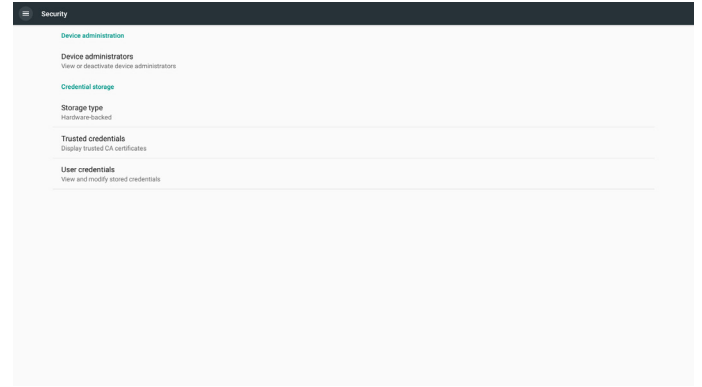 Security
Device administration
Device administrators
View or deactivate device administrators
Credential storage
Storage type
Hardware-backed
Trusted credentials
Display trusted CA certificates
User credentials
View and modify stored credentials